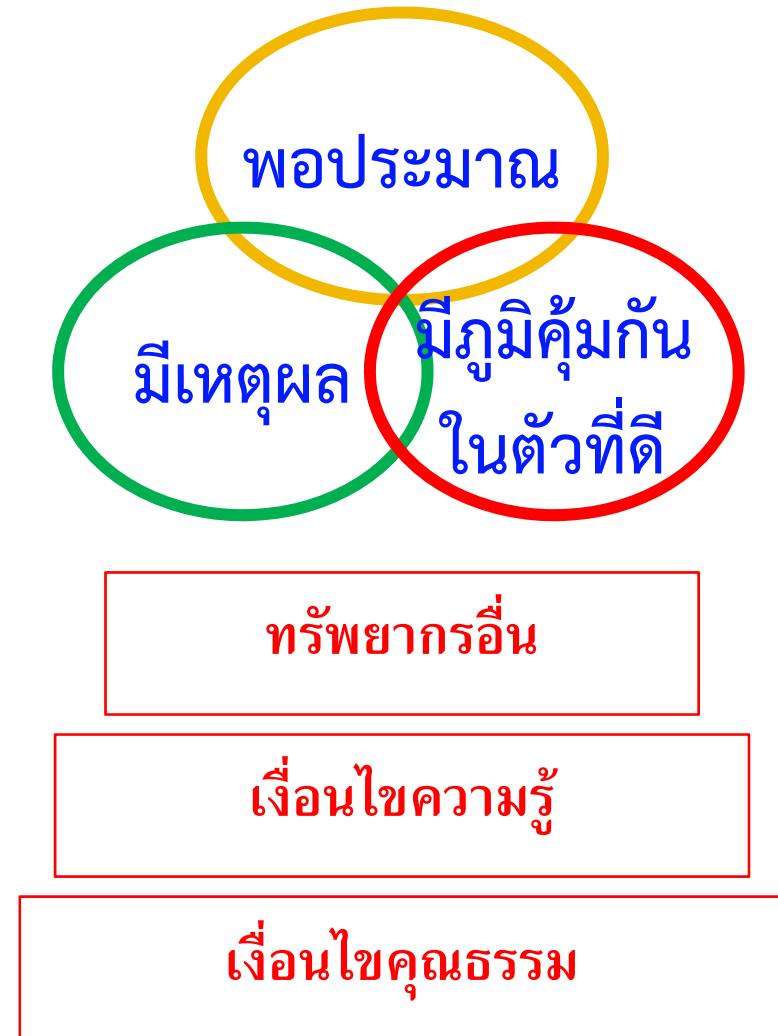 พอประมาณ
มีเหตุผล
มีภูมิคุ้มกัน
ในตัวที่ดี
ทรัพยากรอื่น
เงื่อนไขความรู้
เงื่อนไขคุณธรรม